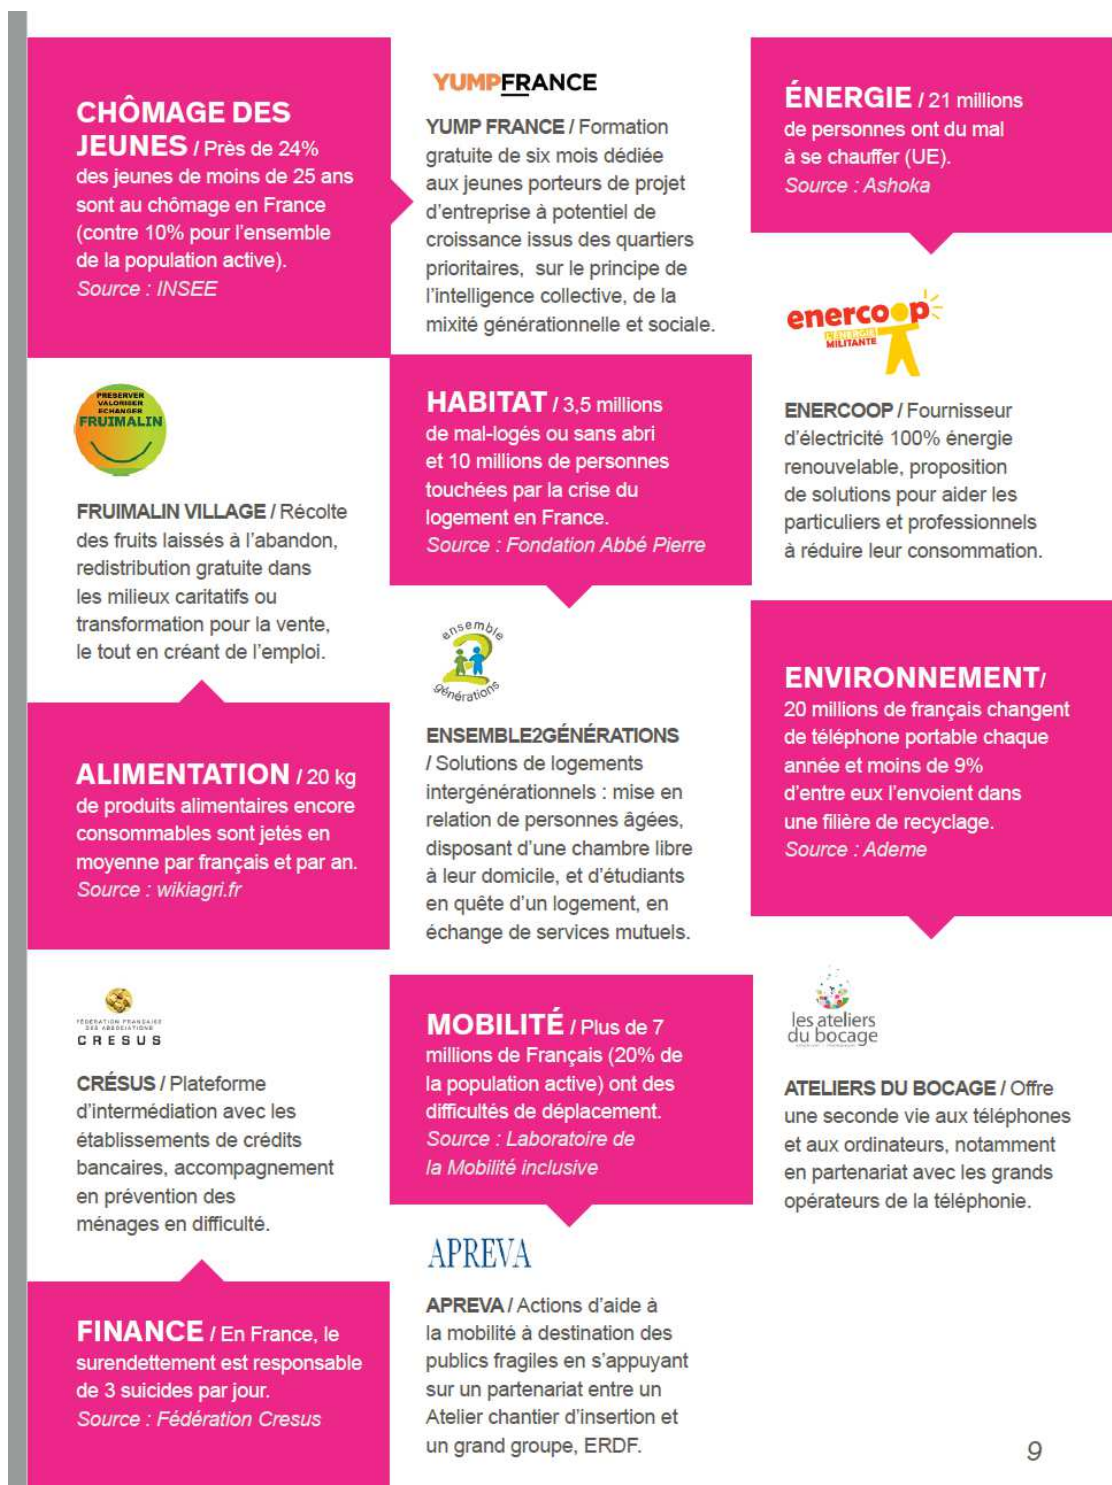 CHÔMAGE DES
JEUNES / Près de 24%
des jeunes de moins de 25 ans
sont au chômage en France
(contre 10% pour l'ensemble
de la population active).
Source : INSEE
YUMPFRANCE
YUMP FRANCE / Formation
gratuite de six mois dédiée
aux jeunes porteurs de projet
d'entreprise à potentiel de
croissance issus des quartiers
prioritaires, sur le principe de
l'intelligence collective, de la
mixité générationnelle et sociale.
ÉNERGIE / 21 millions
de personnes ont du mal
à se chauffer (UE).
Source : Ashoka
enercoop
L'ÉNERGIE
MILITANTE
ENERCOOP / Fournisseur
d'électricité 100% énergie
renouvelable, proposition
de solutions pour aider les
particuliers et professionnels
à réduire leur consommation.
PRESERVER
VALORISER
ECHANGER
FRUIMALIN
FRUIMALIN VILLAGE / Récolte
des fruits laissés à l'abandon,
redistribution gratuite dans
les milieux caritatifs ou
transformation pour la vente,
le tout en créant de l'emploi.
ALIMENTATION / 20 kg
de produits alimentaires encore
consommables sont jetés en
moyenne par français et par an.
Source : wikiagri.fr
HABITAT / 3,5 millions
de mal-logés ou sans abri
et 10 millions de personnes
touchées par la crise du
logement en France.
Source : Fondation Abbé Pierre
ensemble
2
générations
ENSEMBLE2GÉNÉRATIONS
/ Solutions de logements
intergénérationnels : mise en
relation de personnes âgées,
disposant d'une chambre libre
à leur domicile, et d'étudiants
en quête d'un logement, en
échange de services mutuels.
ENVIRONNEMENT/
20 millions de français changent
de téléphone portable chaque
année et moins de 9%
d'entre eux l'envoient dans
une filière de recyclage.
Source : Ademe
les ateliers
du bocage
ATELIERS DU BOCAGE / Offre
une seconde vie aux téléphones
et aux ordinateurs, notamment
en partenariat avec les grands
opérateurs de la téléphonie.
FÉDÉRATION FRANÇAISE
DES ASSOCIATIONS
CRESUS
CRÉSUS / Plateforme
d'intermédiation avec les
établissements de crédits
bancaires, accompagnement
en prévention des
ménages en difficulté.
FINANCE / En France, le
surendettement est responsable
de 3 suicides par jour.
Source : Fédération Cresus
MOBILITÉ / Plus de 7
millions de Français (20% de
la population active) ont des
difficultés de déplacement.
Source : Laboratoire de
la Mobilité inclusive
APREVA
APREVA / Actions d'aide à
la mobilité à destination des
publics fragiles en s'appuyant
sur un partenariat entre un
Atelier chantier d'insertion et
un grand groupe, ERDF.
9